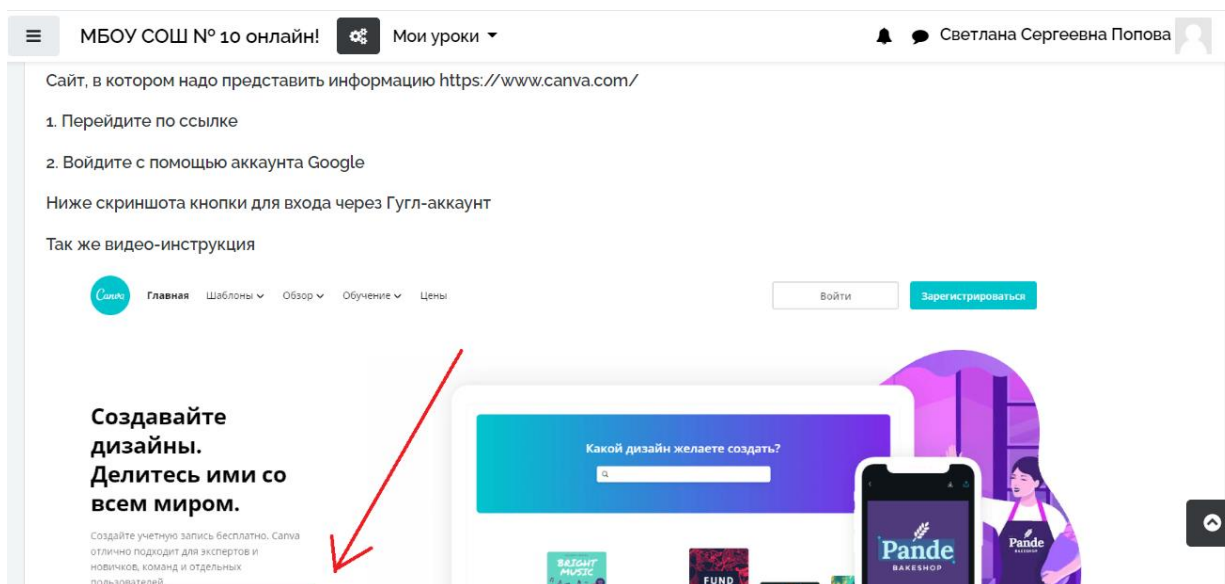 МБОУ СОШ № 10 онлайн! Мои уроки Светлана Сергеевна Попова
Сайт, в котором надо представить информацию https://www.canva.com/
1. Перейдите по ссылке
2. Войдите с помощью аккаунта Google
Ниже скриншота кнопки для входа через Гугл-аккаунт
Так же видео-инструкция
Canva Главная Шаблоны Обзор Обучение Цены Войти Зарегистрироваться
Создавайте
дизайны.
Делитесь ими со
всем миром.
Какой дизайн желаете создать?
Создайте учетную запись бесплатно. Canva
отлично подходит для экспертов и
новичков, команд и отдельных
пользователей.
BRIGHT
MUSIC
FUND
Pande
BAKESHOP
Pande
BAKESHOP